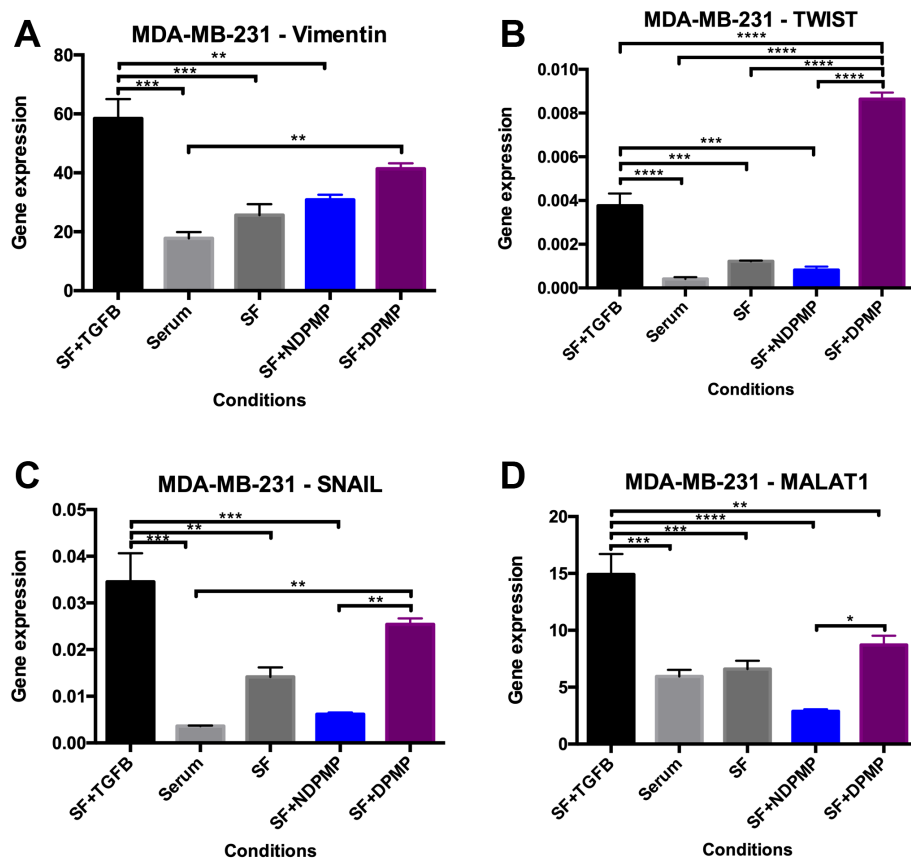 A
MDA-MB-231 - Vimentin
Gene expression
80
60
40
20
0
**
***
***
**
SF+TGFB
Serum
SF
SF+NDPMP
SF+DPMP
Conditions
B
MDA-MB-231 - TWIST
Gene expression
0.010
0.008
0.006
0.004
0.002
0.000
****
****
****
****
***
***
****
SF+TGFB
Serum
SF
SF+NDPMP
SF+DPMP
Conditions
C
MDA-MB-231 - SNAIL
Gene expression
0.05
0.04
0.03
0.02
0.01
0.00
***
**
***
**
**
SF+TGFB
Serum
SF
SF+NDPMP
SF+DPMP
Conditions
D
MDA-MB-231 - MALAT1
Gene expression
20
15
10
5
0
**
****
***
***
*
SF+TGFB
Serum
SF
SF+NDPMP
SF+DPMP
Conditions